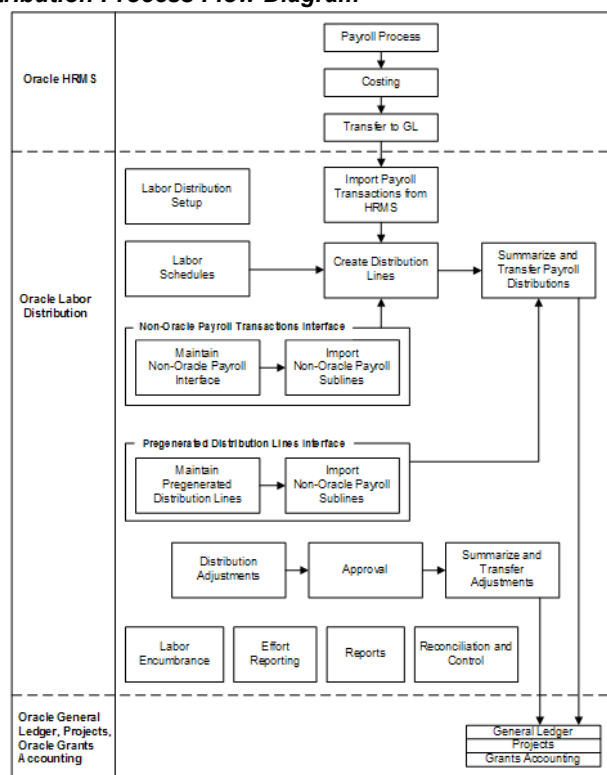 tribution Process Flow Diagram
Payroll Process
Oracle HRMS
Costing
Transfer to GL
Labor Distribution
Setup
Import Payroll
Transactions from
HRMS
Labor
Schedules
Create Distribution
Lines
Summarize and
Transfer Payroll
Distributions
Oracle Labor
Distribution
Non-Oracle Payroll Transactions Interface
Maintain
Non-Oracle Payroll
Interface
Import
Non-Oracle Payroll
Sublines
Pregenerated Distribution Lines Interface
Maintain
Pregenerated
Distribution Lines
Import
Non-Oracle Payroll
Sublines
Distribution
Adjustments
Approval
Summarize and
Transfer
Adjustments
Labor
Encumbrance
Effort
Reporting
Reports
Reconciliation and
Control
Oracle General
Ledger, Projects,
Oracle Grants
Accounting
General Ledger
Projects
Grants Accounting